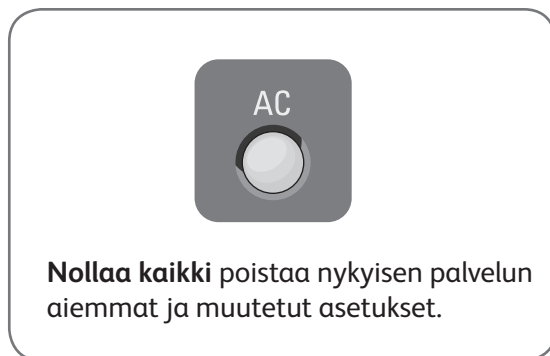 AC
Nollaa kaikki poistaa nykyisen palvelun
aiemmat ja muutetut asetukset.